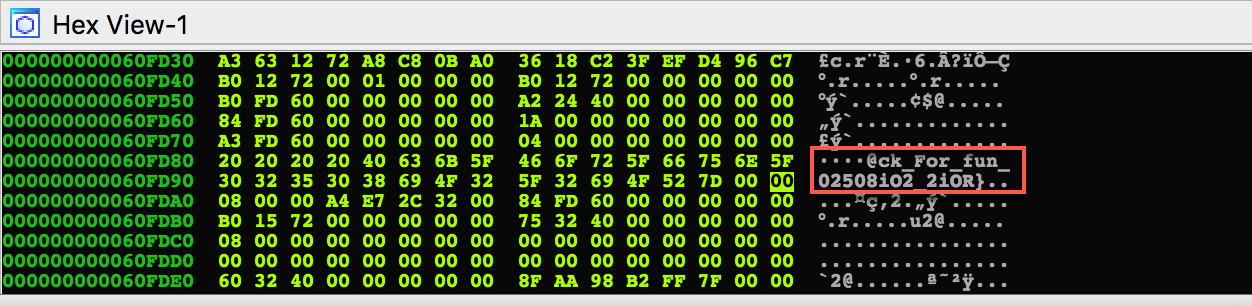 Hex View-1
000000000060FD30 A3 63 12 72 A8 C8 0B A0 36 18 C2 3F EF D4 96 C7 £c.r¨È.·6.Â?ïÔ—Ç
000000000060FD40 B0 12 72 00 01 00 00 00 B0 12 72 00 00 00 00 00 °.r.....°.r.....
000000000060FD50 B0 FD 60 00 00 00 00 00 A2 24 40 00 00 00 00 00 °ý`.....¢$@.....
000000000060FD60 84 FD 60 00 00 00 00 00 1A 00 00 00 00 00 00 00 „ý`.............
000000000060FD70 A3 FD 60 00 00 00 00 00 04 00 00 00 00 00 00 00 £ý`.............
000000000060FD80 20 20 20 20 40 63 6B 5F 46 6F 72 5F 66 75 6E 5F ····@ck_For_fun_
000000000060FD90 30 32 35 30 38 69 4F 32 5F 32 69 4F 52 7D 00 00 02508iO2_2iOR}..
000000000060FDA0 08 00 00 A4 E7 2C 32 00 84 FD 60 00 00 00 00 00 ...¤ç,2.„ý`.....
000000000060FDB0 B0 15 72 00 00 00 00 00 75 32 40 00 00 00 00 00 °.r.....u2@.....
000000000060FDC0 08 00 00 00 00 00 00 00 00 00 00 00 00 00 00 00 ................
000000000060FDD0 00 00 00 00 00 00 00 00 00 00 00 00 00 00 00 00 ................
000000000060FDE0 60 32 40 00 00 00 00 00 8F AA 98 B2 FF 7F 00 00 `2@......ª˜²ÿ...